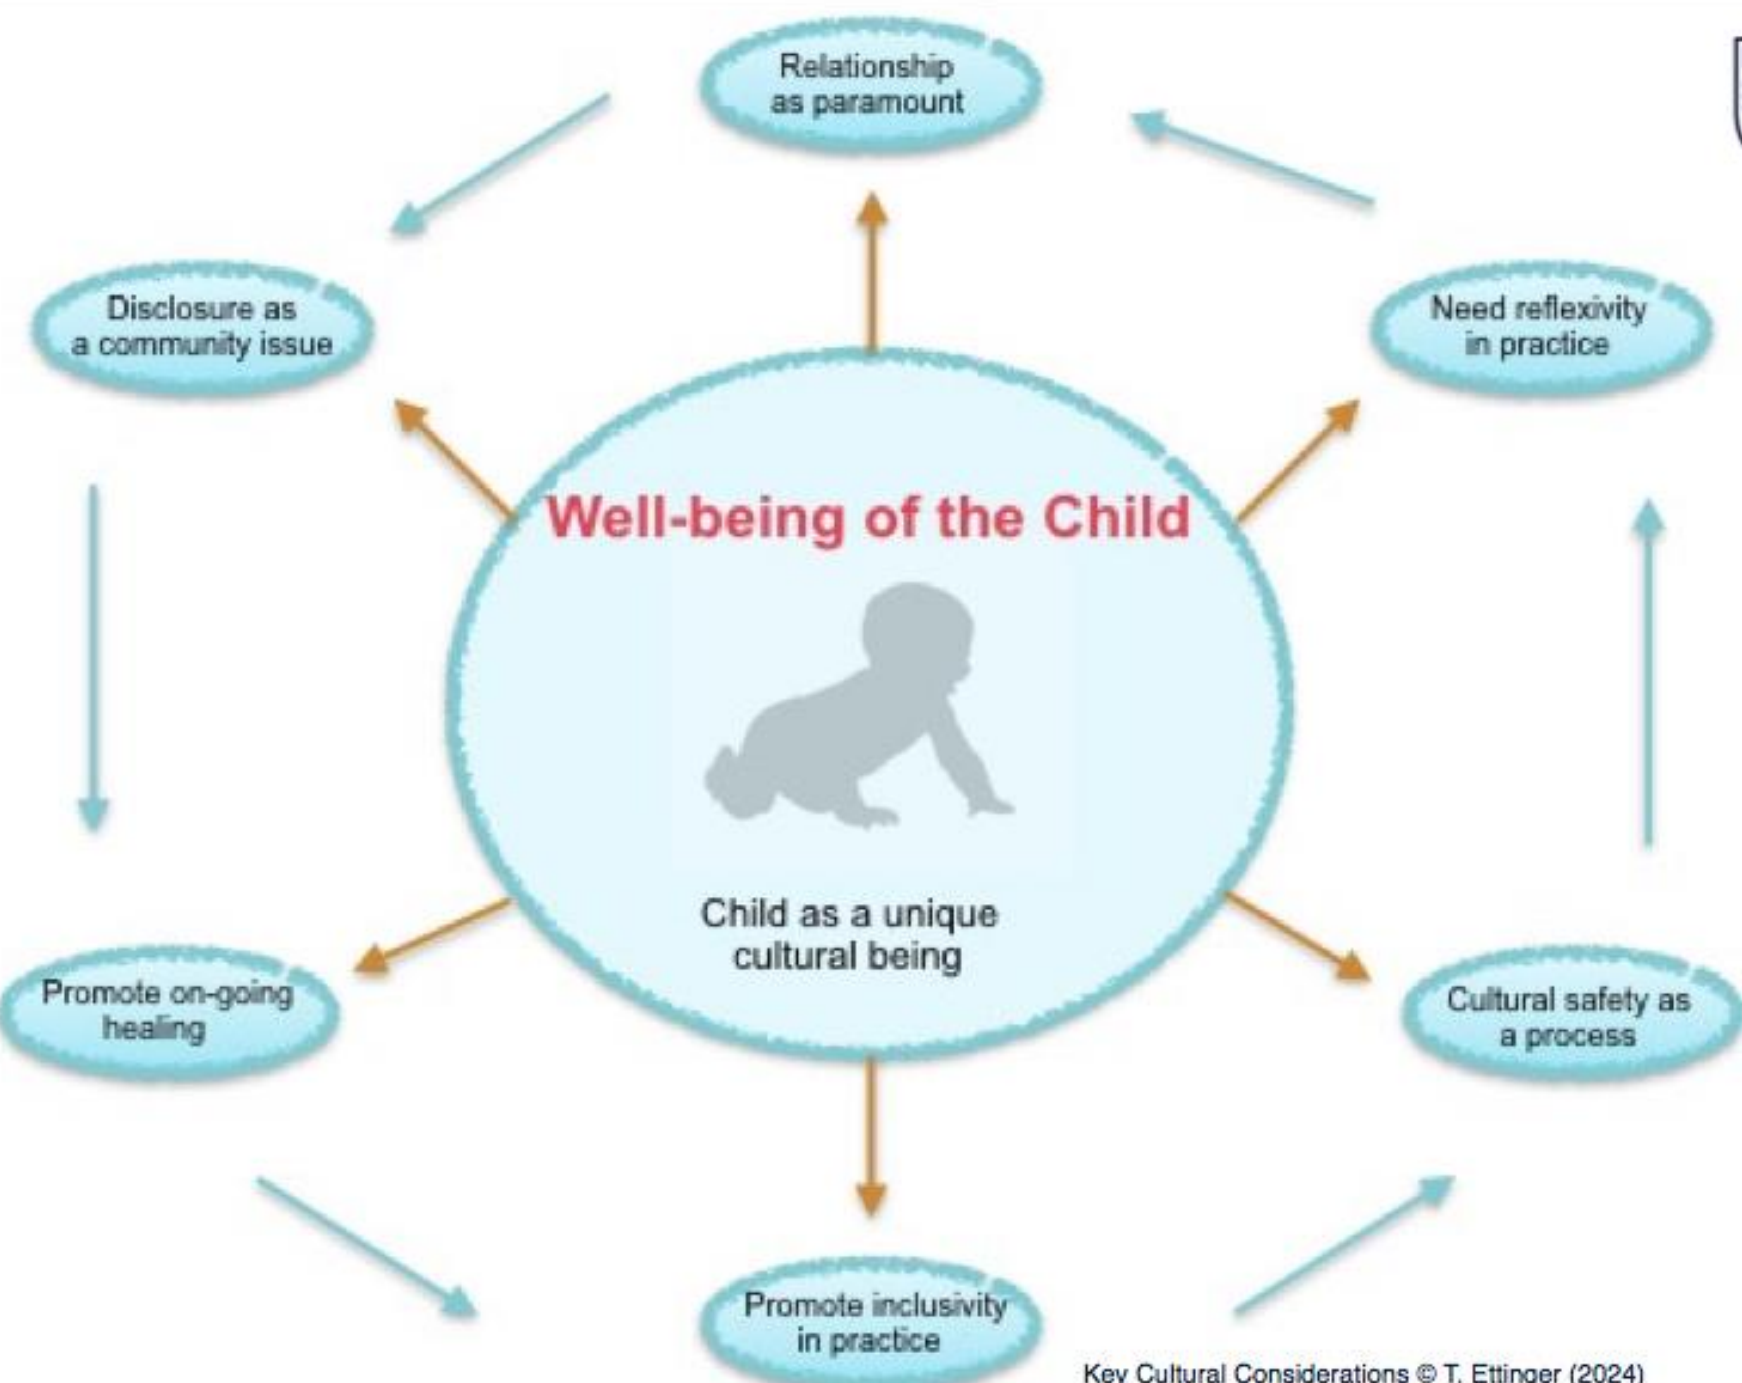 Relationship
as paramount
Disclosure as
a community issue
Need reflexivity
in practice
Well-being of the Child
Child as a unique
cultural being
Promote on-going
healing
Cultural safety as
a process
Promote inclusivity
in practice
Key Cultural Considerations © T. Ettinger (2024)